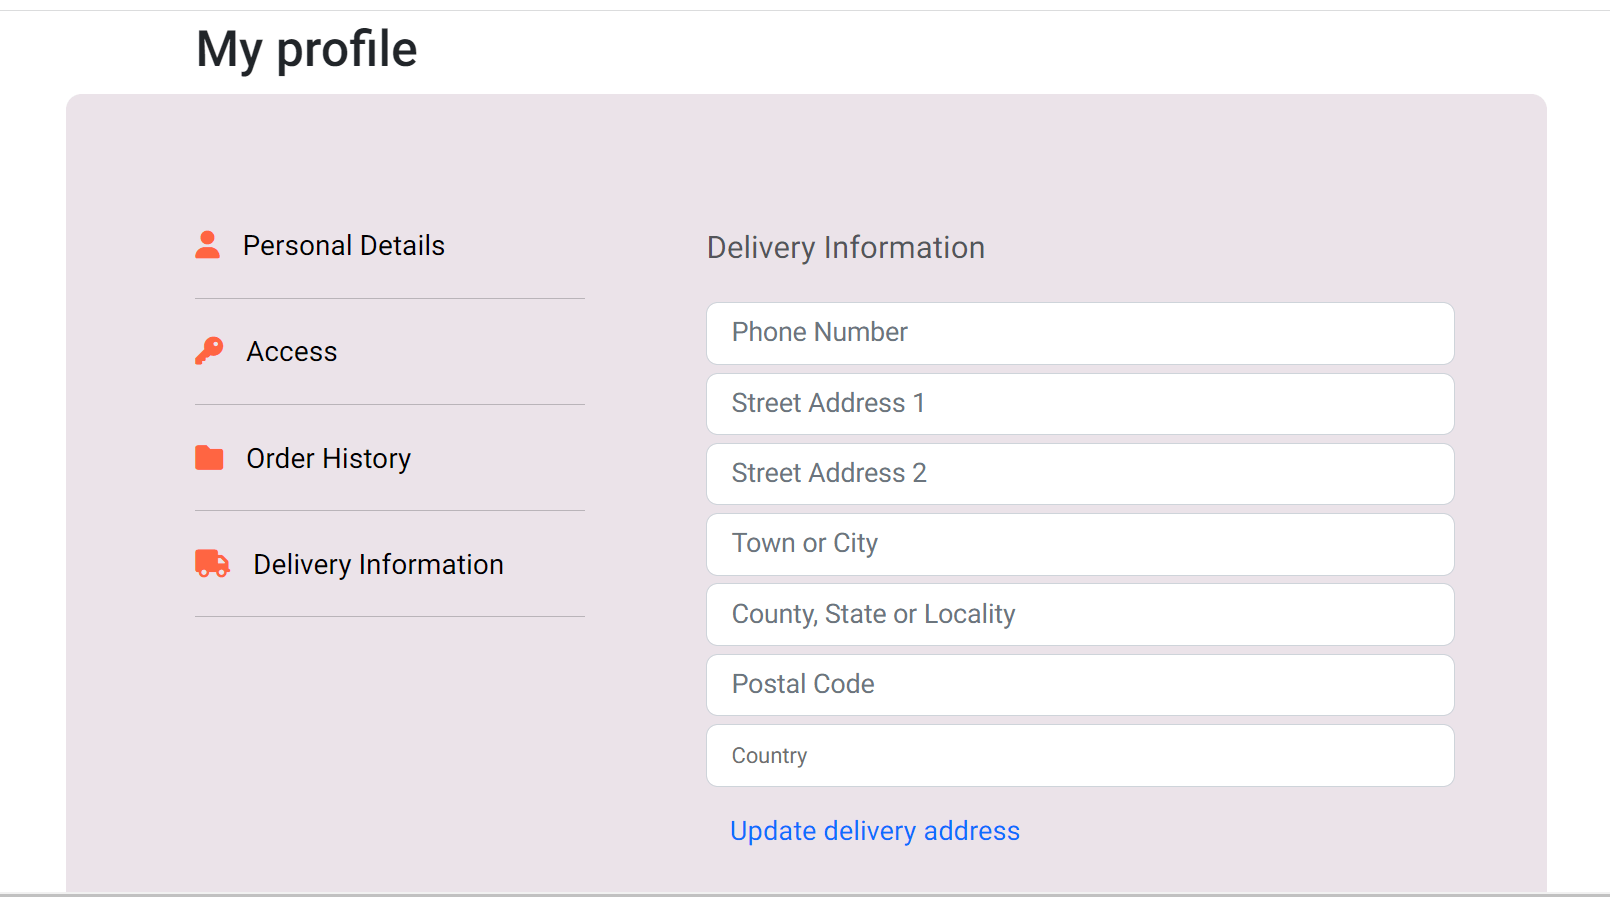 My profile
Personal Details
Access
Order History
Delivery Information
Delivery Information
Phone Number
Street Address 1
Street Address 2
Town or City
County, State or Locality
Postal Code
Country
Update delivery address